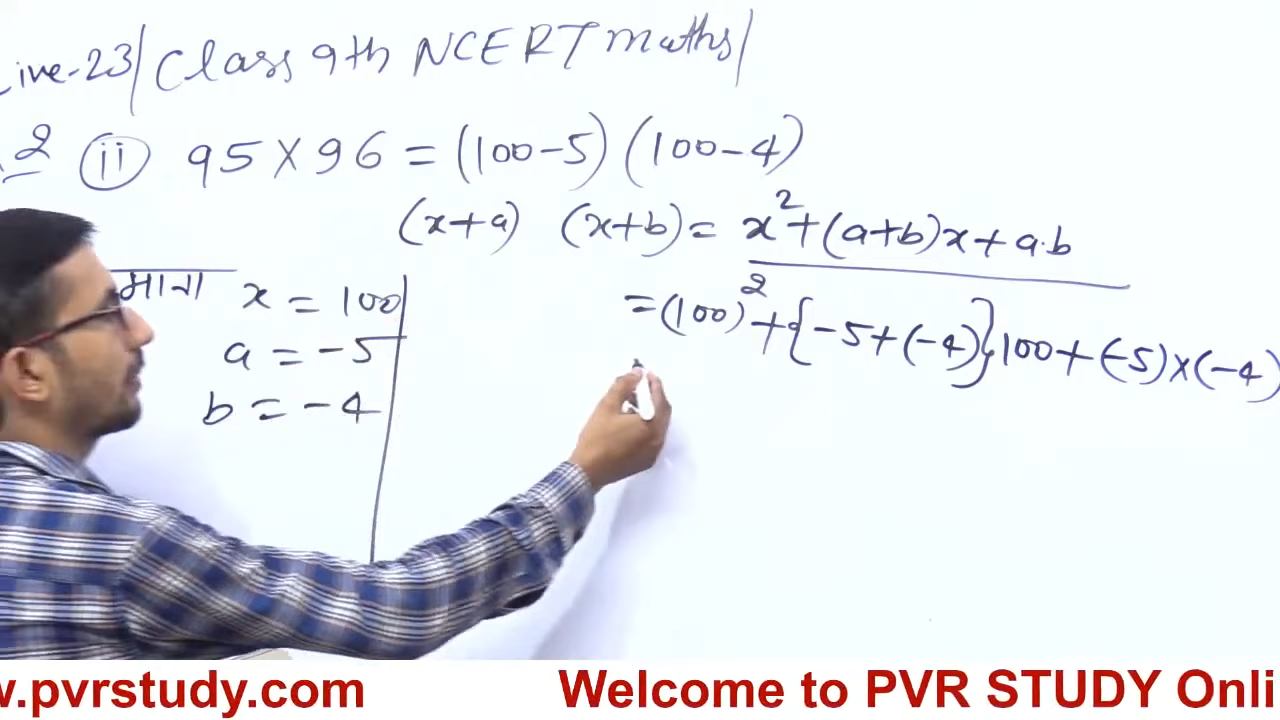 ive-23/ Class 9th NCERT maths/
2 (ii) 95 × 96 = (100-5) (100-4)
(x+a) (x+b) = x² + (a+b)x + a·b
माना x = 100
a = -5
b = -4
= (100)² + {-5+(-4)} 100 + (-5) × (-4)
w.pvrstudy.com Welcome to PVR STUDY Onli